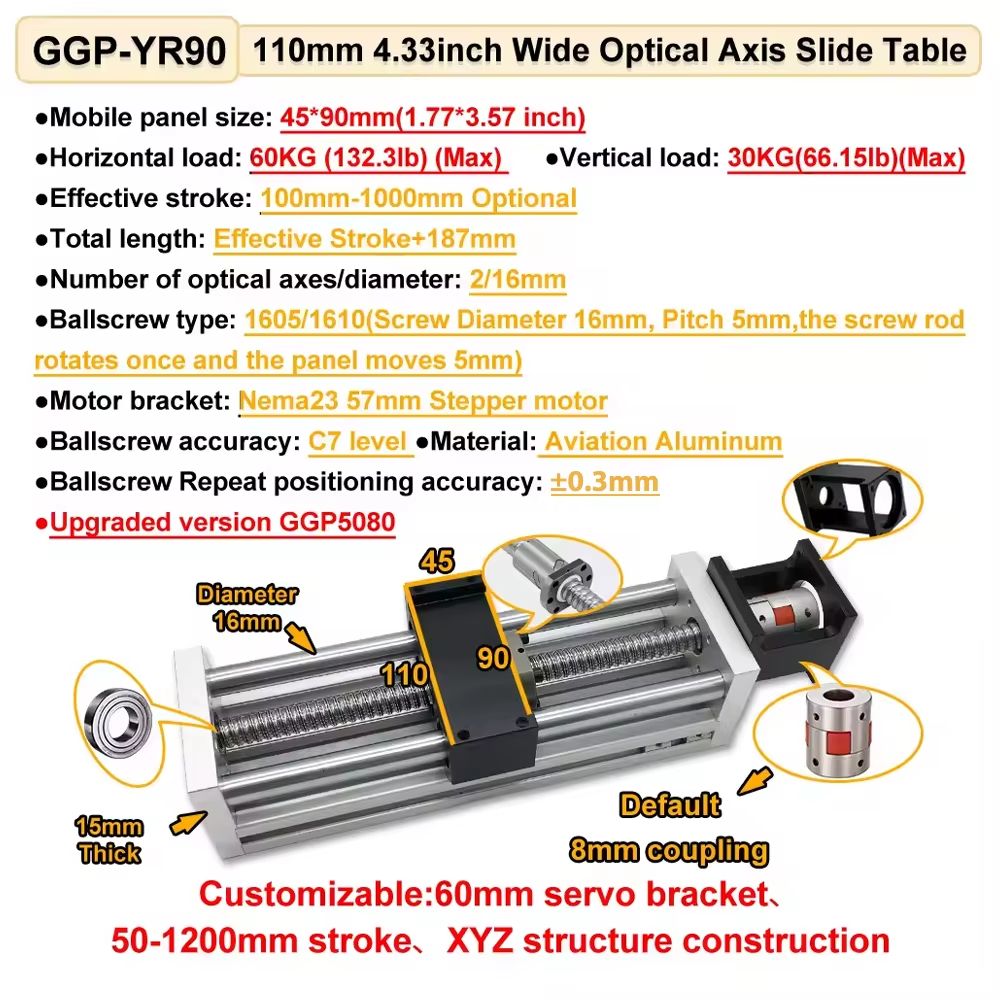 GGP-YR90 110mm 4.33inch Wide Optical Axis Slide Table
●Mobile panel size: 45*90mm(1.77*3.57 inch)
●Horizontal load: 60KG (132.3lb) (Max) ●Vertical load: 30KG(66.15lb)(Max)
●Effective stroke: 100mm-1000mm Optional
●Total length: Effective Stroke+187mm
●Number of optical axes/diameter: 2/16mm
●Ballscrew type: 1605/1610(Screw Diameter 16mm, Pitch 5mm,the screw rod
rotates once and the panel moves 5mm)
●Motor bracket: Nema23 57mm Stepper motor
●Ballscrew accuracy: C7 level ●Material: Aviation Aluminum
●Ballscrew Repeat positioning accuracy: ±0.3mm
●Upgraded version GGP5080
45
Diameter
16mm
90
110
15mm
Thick
Default
8mm coupling
Customizable:60mm servo bracket、
50-1200mm stroke、XYZ structure construction